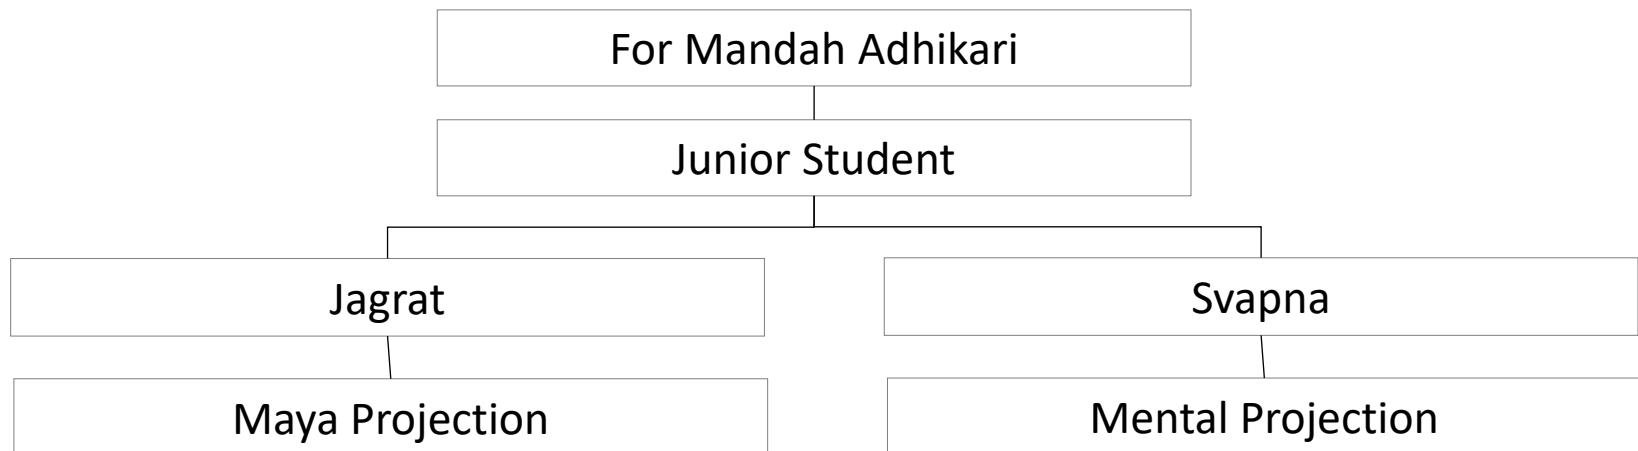 For Mandah Adhikari
Junior Student
Jagrat
Svapna
Maya Projection
Mental Projection